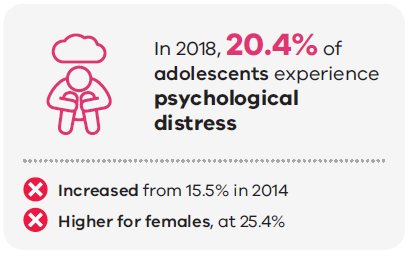 In 2018, 20.4% of
adolescents experience
psychological
distress
Increased from 15.5% in 2014
Higher for females, at 25.4%